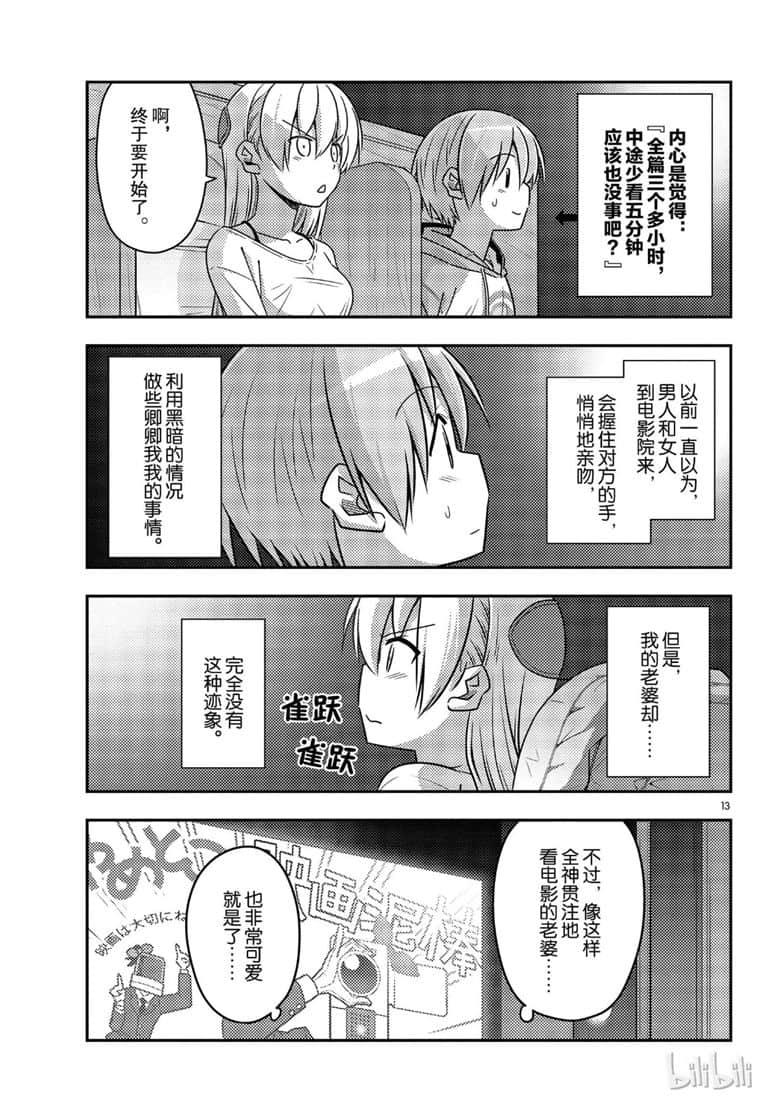 内心是觉得：
『全篇三个多小时，
中途少看五分钟
应该也没事吧？』
啊，
终于要开始了。
以前一直以为，
男人和女人
到电影院来，
会握住对方的手，
悄悄地亲吻，
利用黑暗的情况
做些卿卿我我的事情。
但是，
我的老婆却……
雀跃
雀跃
完全没有
这种迹象。
13
不过，像这样
全神贯注地
看电影的老婆……
也非常可爱
就是了……
やめとこう
映画泥棒
映画は大切にね
bilibili